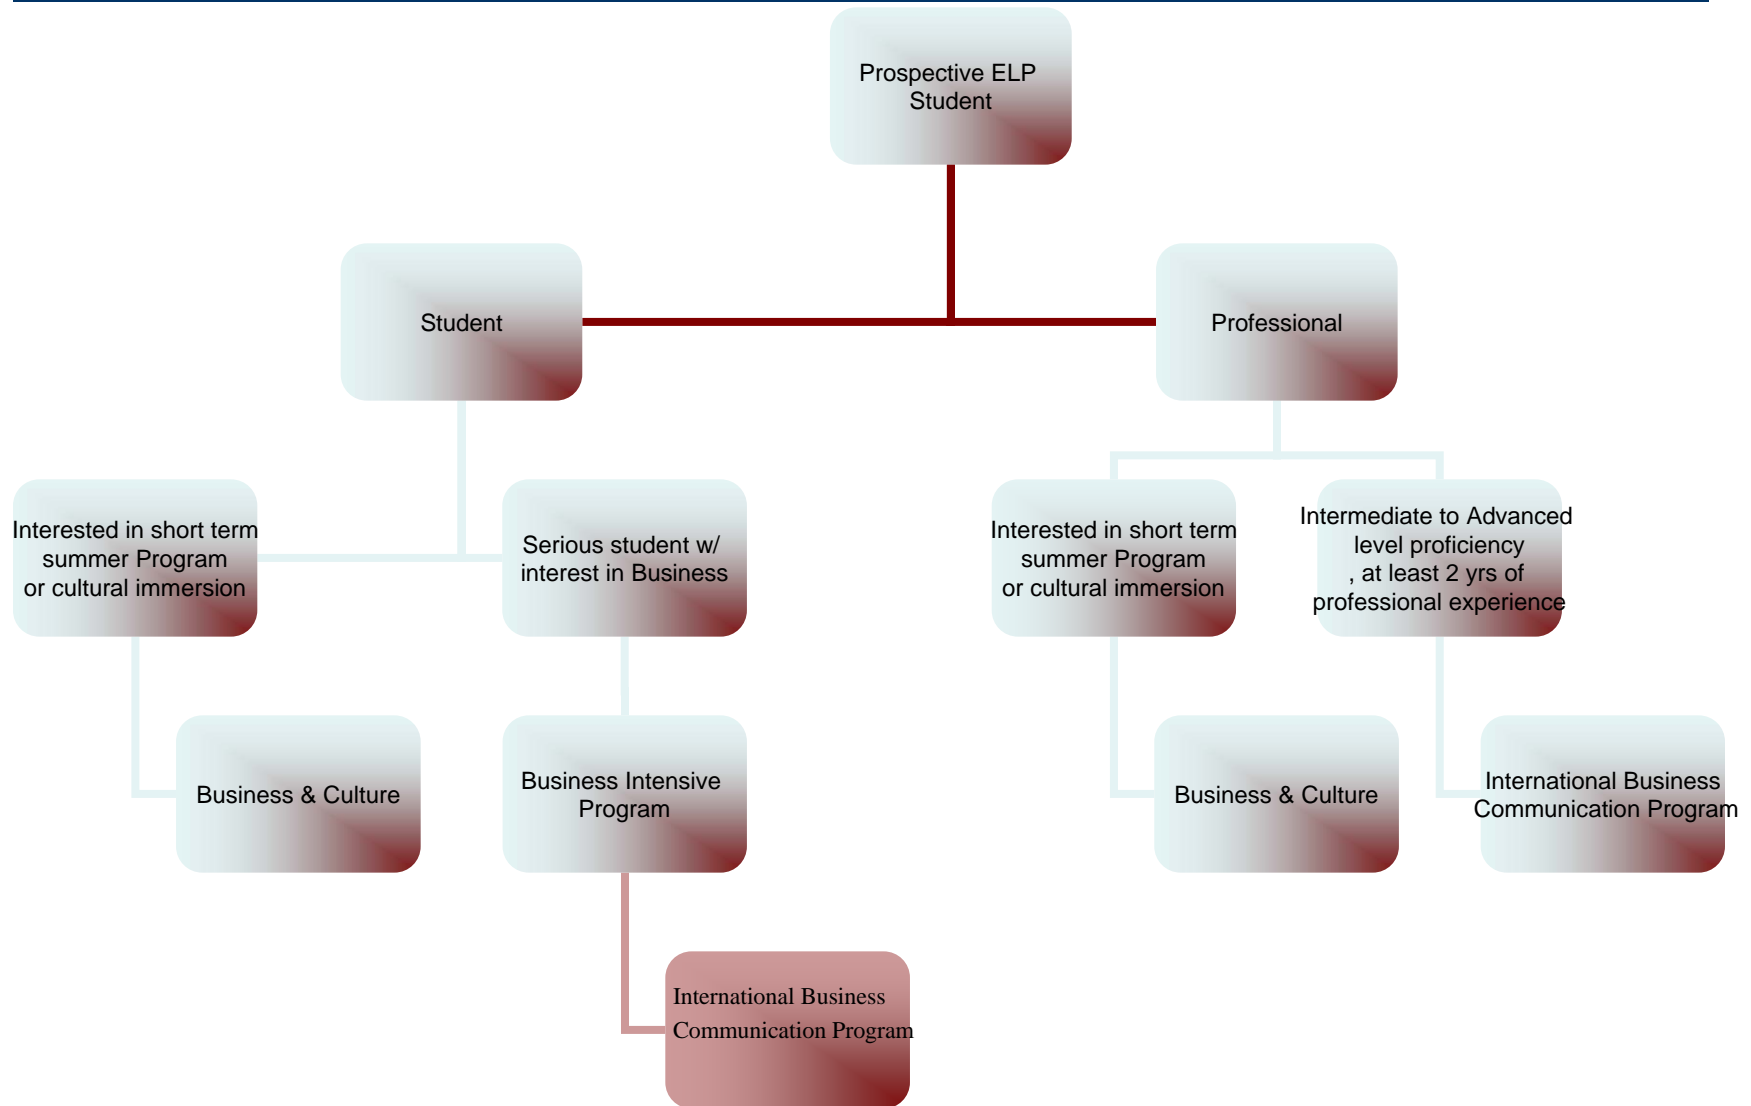 Prospective ELP
Student
Student
Professional
Interested in short term
summer Program
or cultural immersion
Serious student w/
interest in Business
Interested in short term
summer Program
or cultural immersion
Intermediate to Advanced
level proficiency
, at least 2 yrs of
professional experience
Business & Culture
Business Intensive
Program
Business & Culture
International Business
Communication Program
International Business
Communication Program